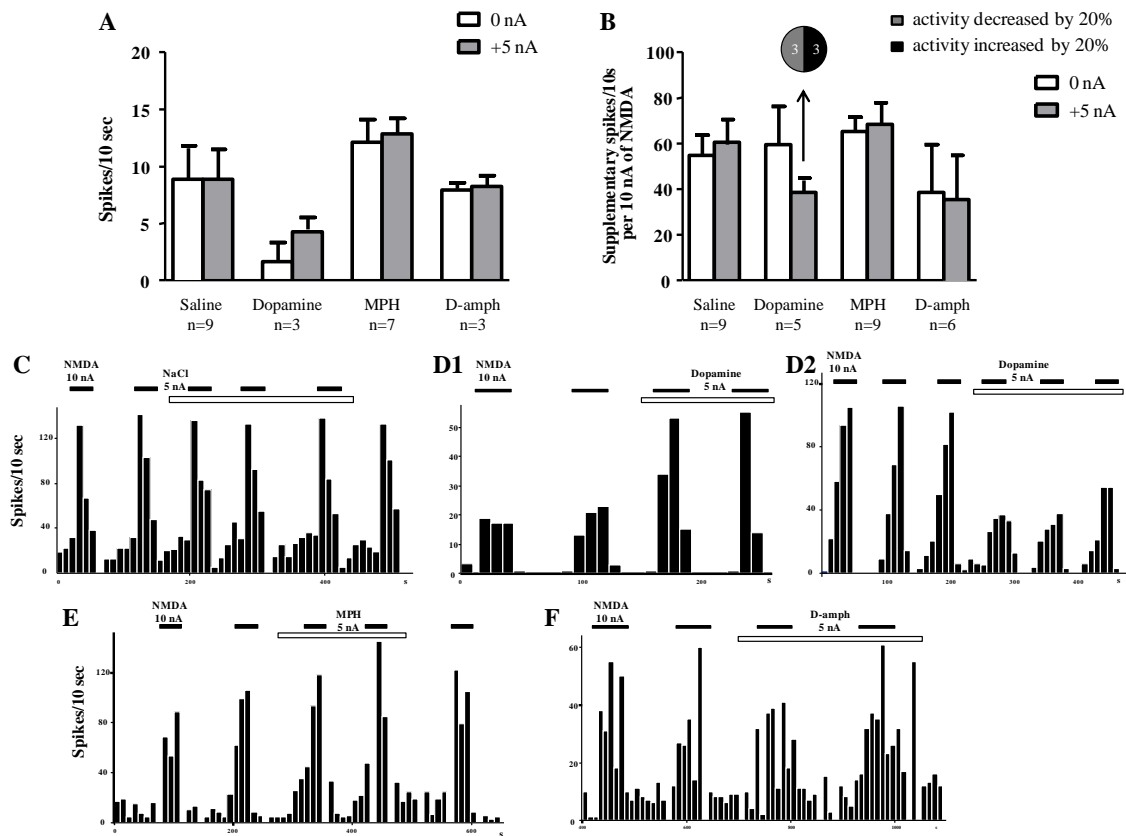 A
0 nA
+5 nA
20
15
10
5
0
Spikes/10 sec
Saline
n=9
Dopamine
n=3
MPH
n=7
D-amph
n=3
B
3 3
activity decreased by 20%
activity increased by 20%
0 nA
+5 nA
100
80
60
40
20
0
Supplementary spikes/10s
per 10 nA of NMDA
Saline
n=9
Dopamine
n=5
MPH
n=9
D-amph
n=6
C
NMDA
10 nA
NaCl
5 nA
120
80
40
0
Spikes/10 sec
0 200 400 s
D1
NMDA
10 nA
Dopamine
5 nA
50
40
30
20
10
0
0 100 200 s
D2
NMDA
10 nA
Dopamine
5 nA
120
80
40
0
100 200 300 400 s
E
NMDA
10 nA
MPH
5 nA
120
80
40
0
Spikes/10 sec
0 200 400 600 s
F
NMDA
10 nA
D-amph
5 nA
60
40
20
0